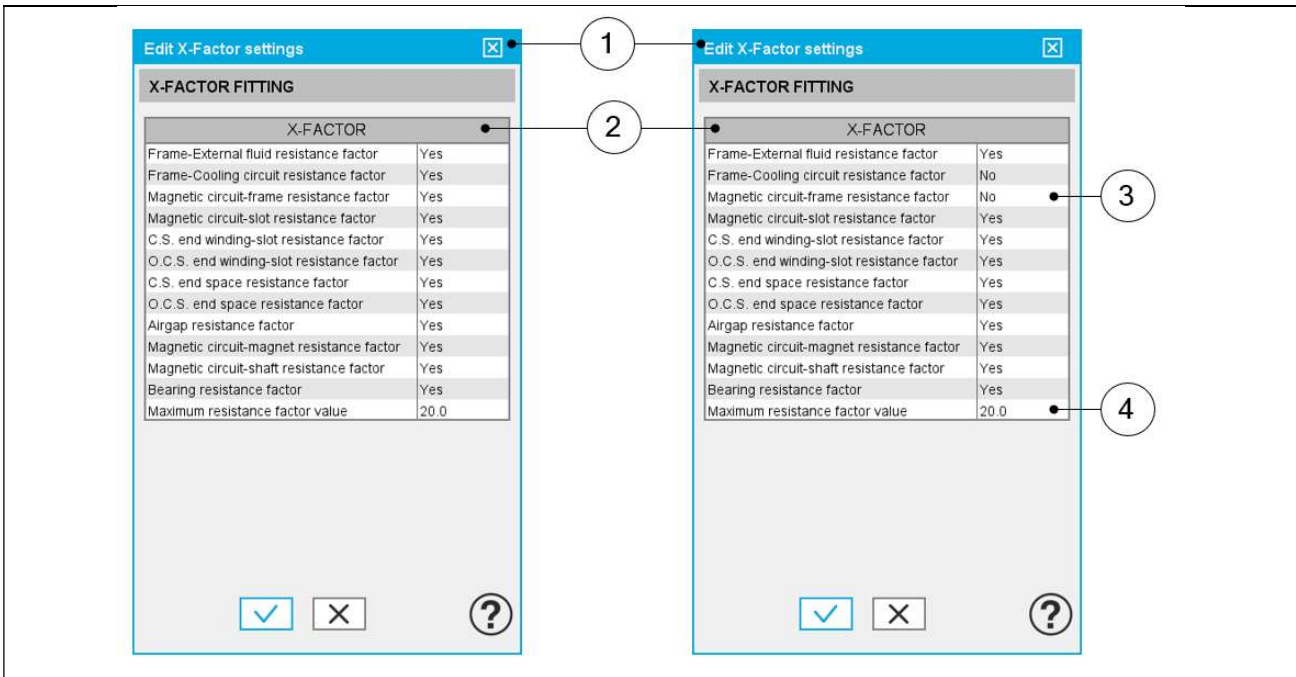 Edit X-Factor settings
X-FACTOR FITTING
X-FACTOR
Frame-External fluid resistance factor Yes
Frame-Cooling circuit resistance factor Yes
Magnetic circuit-frame resistance factor Yes
Magnetic circuit-slot resistance factor Yes
C.S. end winding-slot resistance factor Yes
O.C.S. end winding-slot resistance factor Yes
C.S. end space resistance factor Yes
O.C.S. end space resistance factor Yes
Airgap resistance factor Yes
Magnetic circuit-magnet resistance factor Yes
Magnetic circuit-shaft resistance factor Yes
Bearing resistance factor Yes
Maximum resistance factor value 20.0
?
1
2
Edit X-Factor settings
X-FACTOR FITTING
X-FACTOR
Frame-External fluid resistance factor Yes
Frame-Cooling circuit resistance factor No
Magnetic circuit-frame resistance factor No
Magnetic circuit-slot resistance factor Yes
C.S. end winding-slot resistance factor Yes
O.C.S. end winding-slot resistance factor Yes
C.S. end space resistance factor Yes
O.C.S. end space resistance factor Yes
Airgap resistance factor Yes
Magnetic circuit-magnet resistance factor Yes
Magnetic circuit-shaft resistance factor Yes
Bearing resistance factor Yes
Maximum resistance factor value 20.0
?
3
4